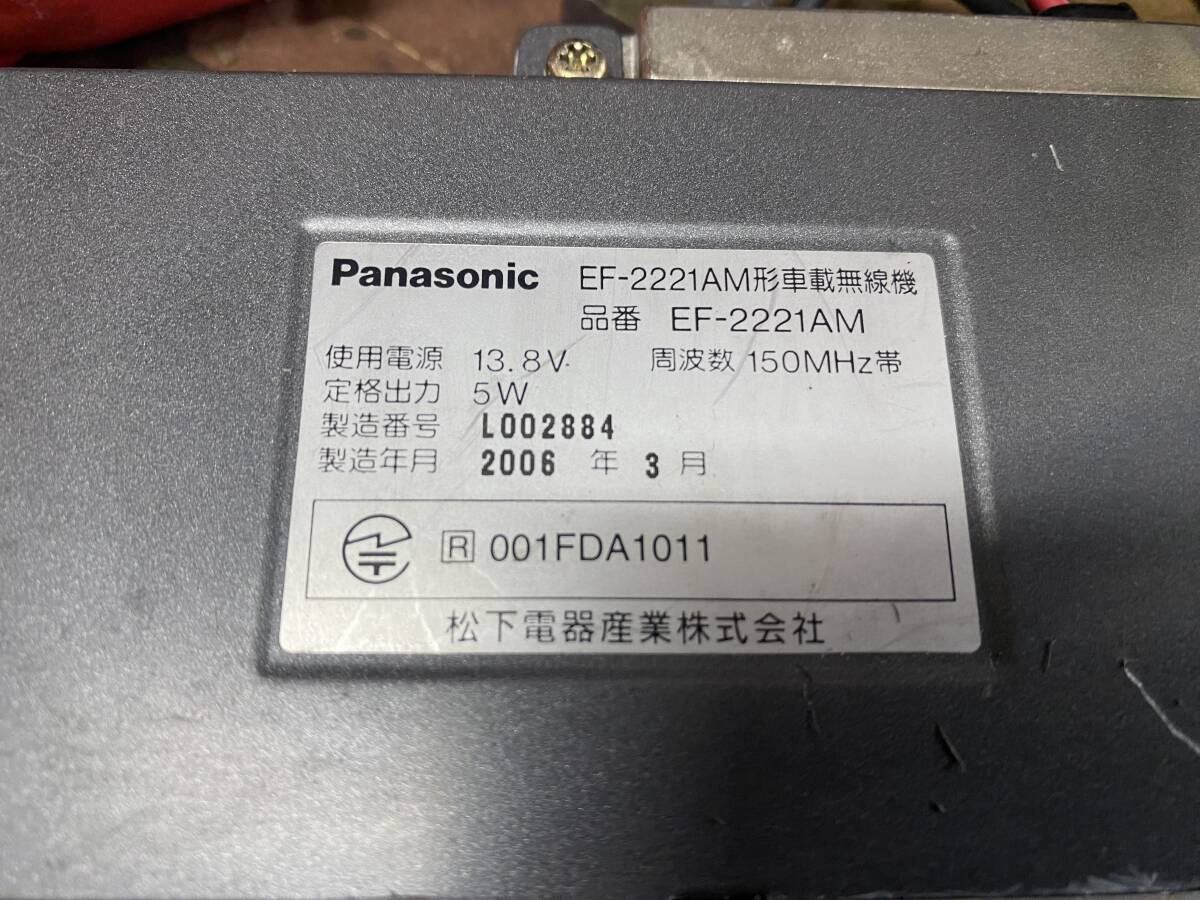 Panasonic EF-2221AM形車載無線機
品番 EF-2221AM
使用電源 13.8V 周波数 150MHz帯
定格出力 5W
製造番号 L002884
製造年月 2006 年 3 月
R 001FDA1011
松下電器産業株式会社